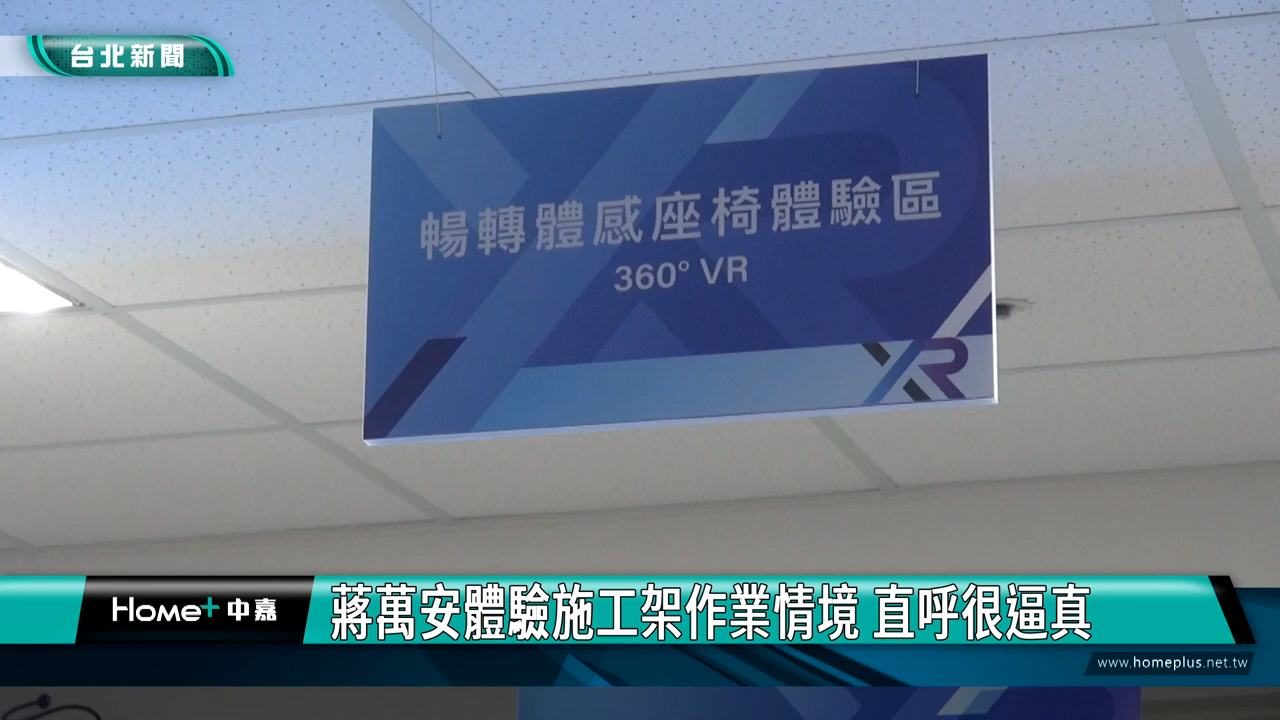 台北新聞
暢轉體感座椅體驗區
360° VR
XR
Home+中嘉
蔣萬安體驗施工架作業情境 直呼很逼真
www.homeplus.net.tw